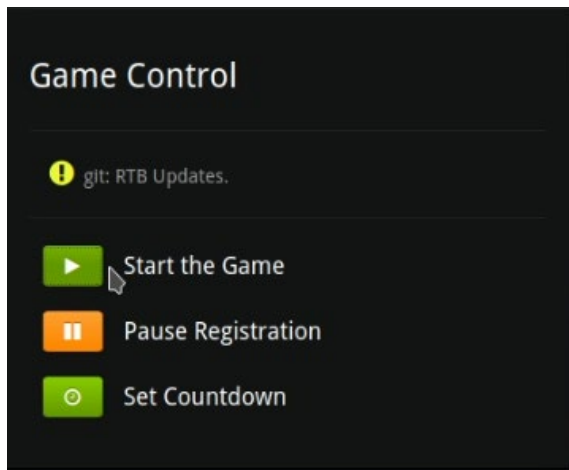 Game Control
git: RTB Updates.
Start the Game
Pause Registration
Set Countdown